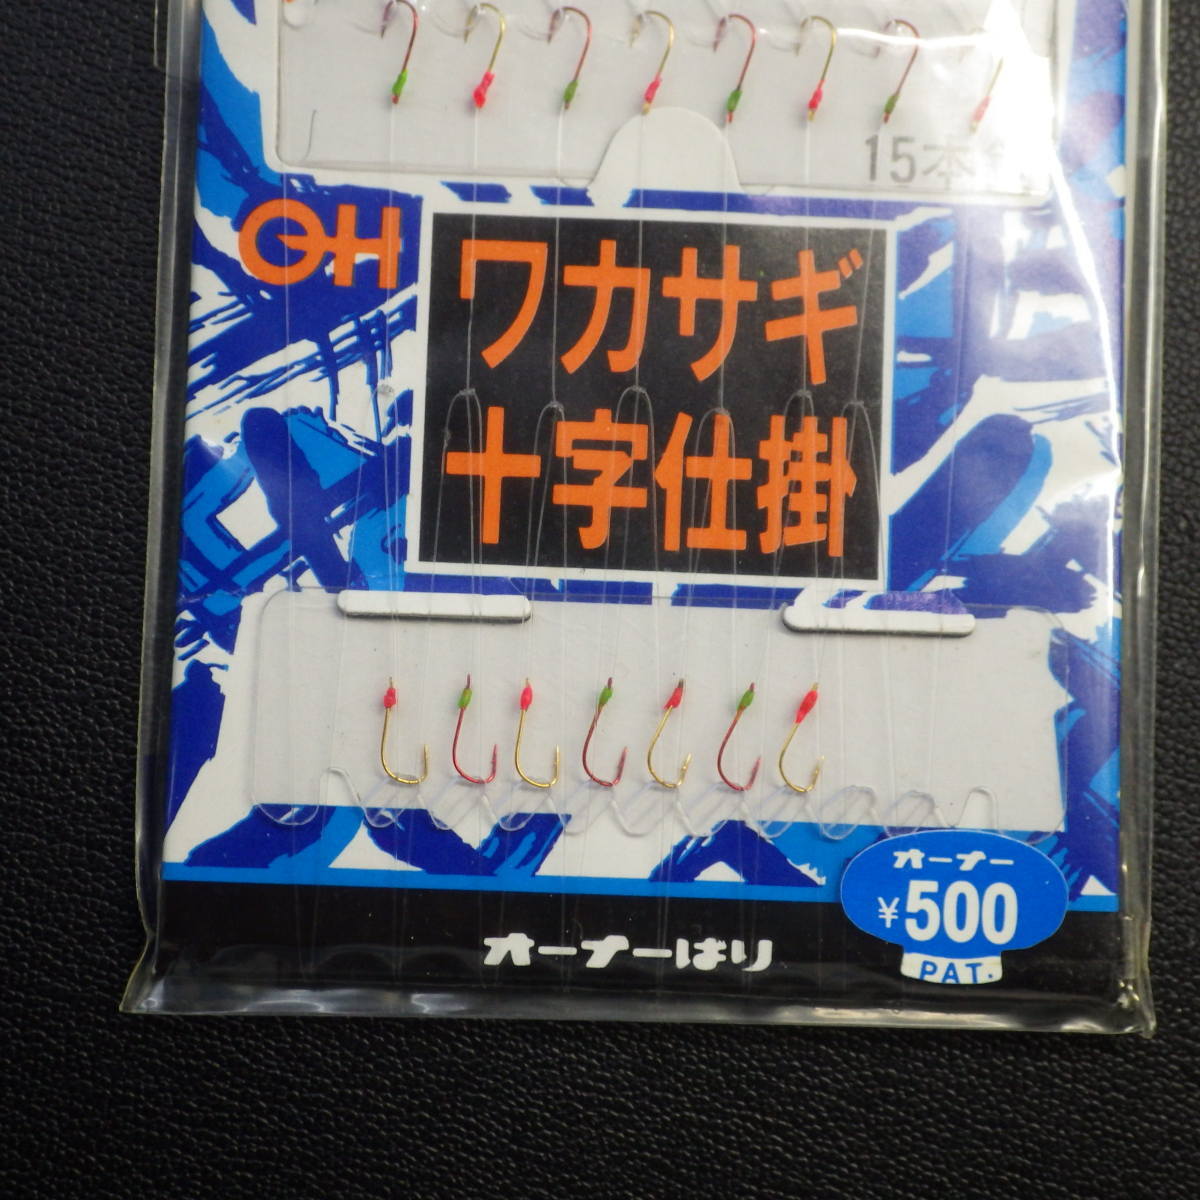 15本
OH
ワカサギ
十字仕掛
オーナー
¥500
PAT.
オーナーばり